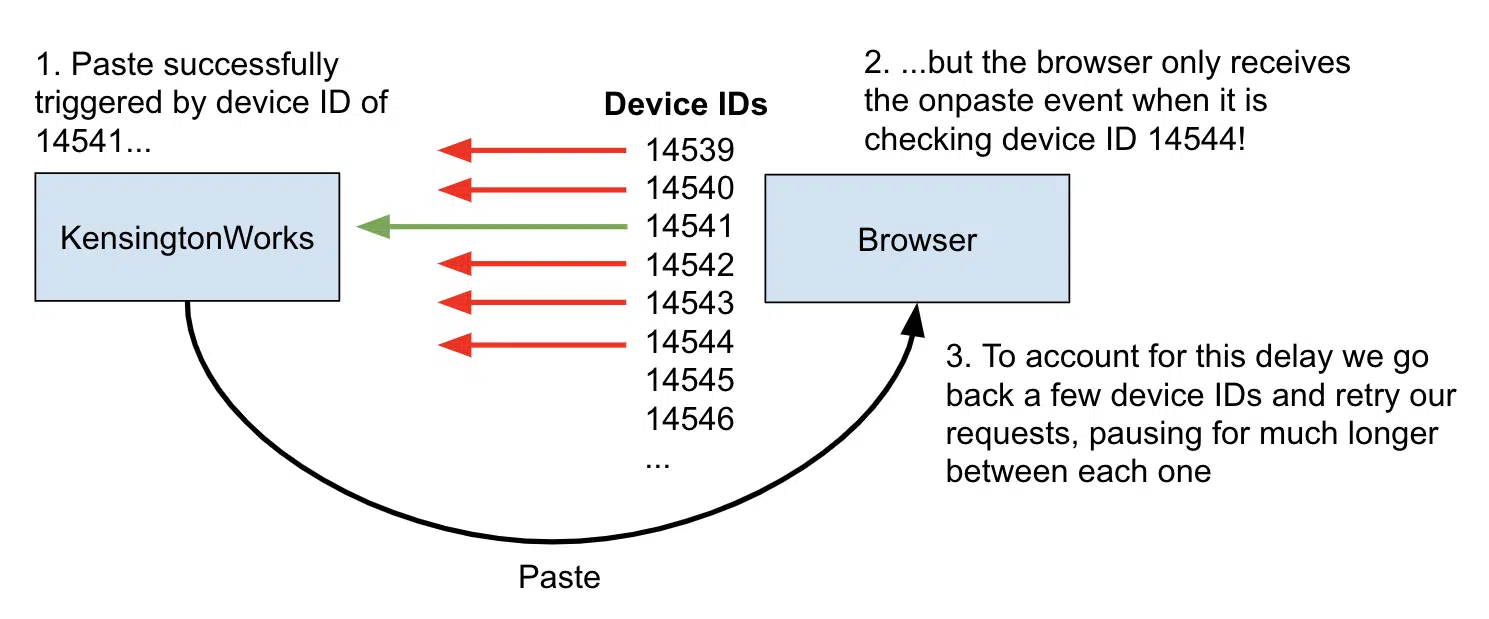 1. Paste successfully
triggered by device ID of
14541...
KensingtonWorks
Device IDs
14539
14540
14541
14542
14543
14544
14545
14546
...
2. ...but the browser only receives
the onpaste event when it is
checking device ID 14544!
Browser
3. To account for this delay we go
back a few device IDs and retry our
requests, pausing for much longer
between each one
Paste